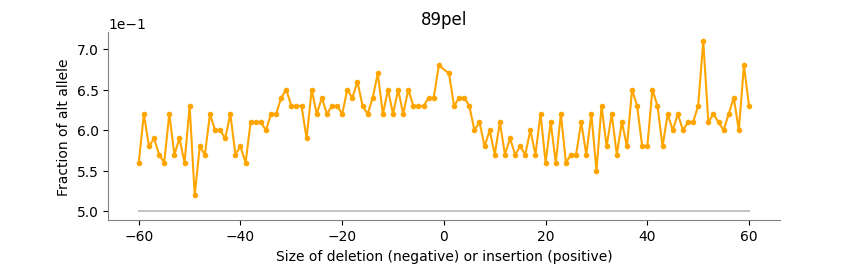 89pel
1e−1
7.0
6.5
6.0
5.5
5.0
Fraction of alt allele
−60 −40 −20 0 20 40 60
Size of deletion (negative) or insertion (positive)